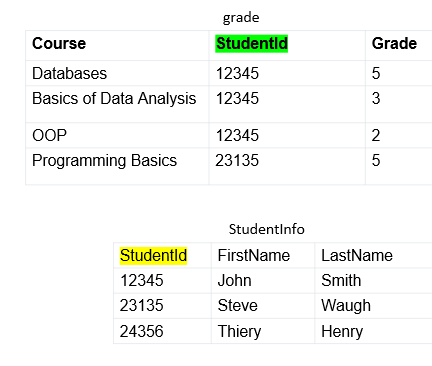 grade
Course StudentId Grade
Databases 12345 5
Basics of Data Analysis 12345 3
OOP 12345 2
Programming Basics 23135 5
StudentInfo
StudentId FirstName LastName
12345 John Smith
23135 Steve Waugh
24356 Thiery Henry